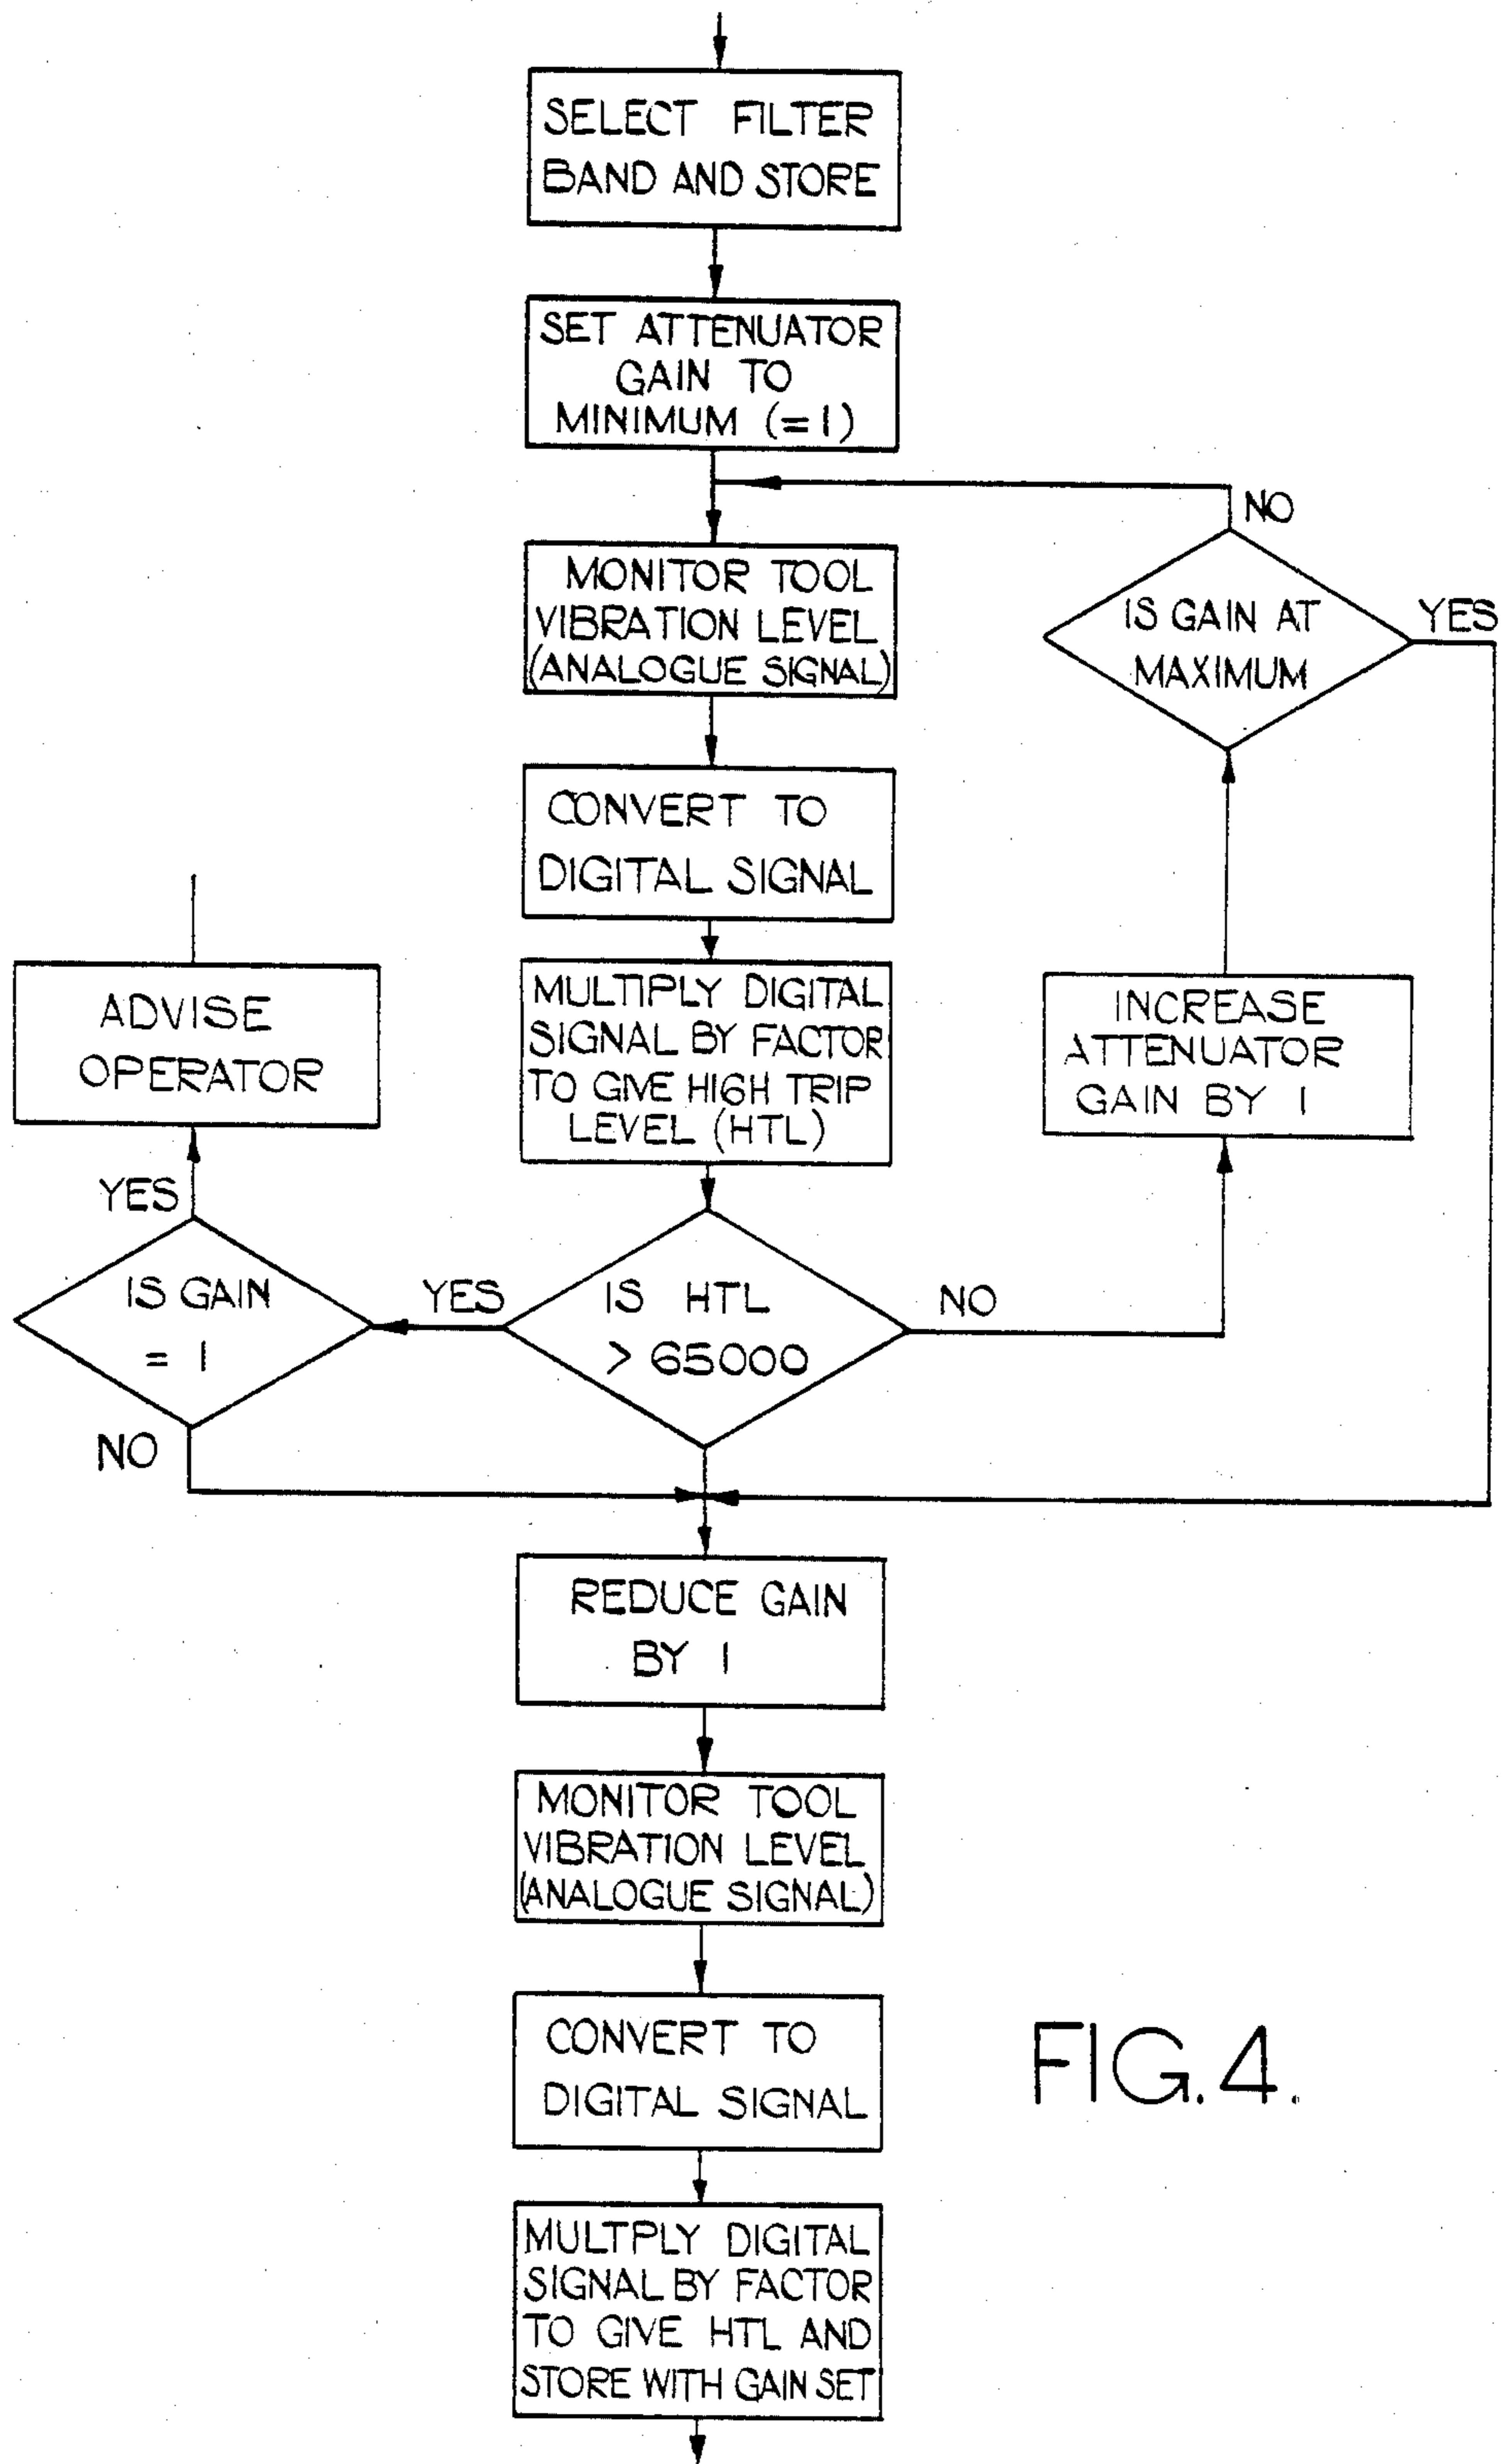 SELECT FILTER
BAND AND STORE
SET ATTENUATOR
GAIN TO
MINIMUM (=1)
NO
MONITOR TOOL
VIBRATION LEVEL
(ANALOGUE SIGNAL)
IS GAIN AT
MAXIMUM
YES
CONVERT TO
DIGITAL SIGNAL
ADVISE
OPERATOR
MULTIPLY DIGITAL
SIGNAL BY FACTOR
TO GIVE HIGH TRIP
LEVEL (HTL)
INCREASE
ATTENUATOR
GAIN BY 1
YES
IS GAIN
= 1
YES
IS HTL
> 65000
NO
NO
REDUCE GAIN
BY 1
MONITOR TOOL
VIBRATION LEVEL
(ANALOGUE SIGNAL)
CONVERT TO
DIGITAL SIGNAL
MULTPLY DIGITAL
SIGNAL BY FACTOR
TO GIVE HTL AND
STORE WITH GAIN SET
FIG.4.